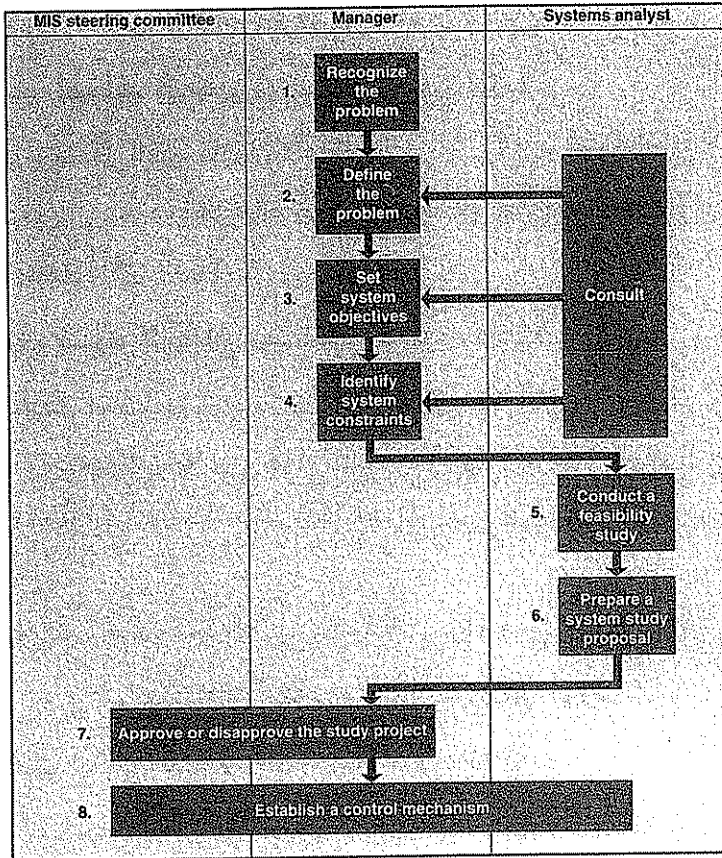 MIS steering committee Manager Systems analyst
1. Recognize
the
problem
2. Define
the
problem
3. Set
system
objectives
Consult
4. Identify
system
constraints
5. Conduct a
feasibility
study
6. Prepare a
system study
proposal
7. Approve or disapprove the study project
8. Establish a control mechanism